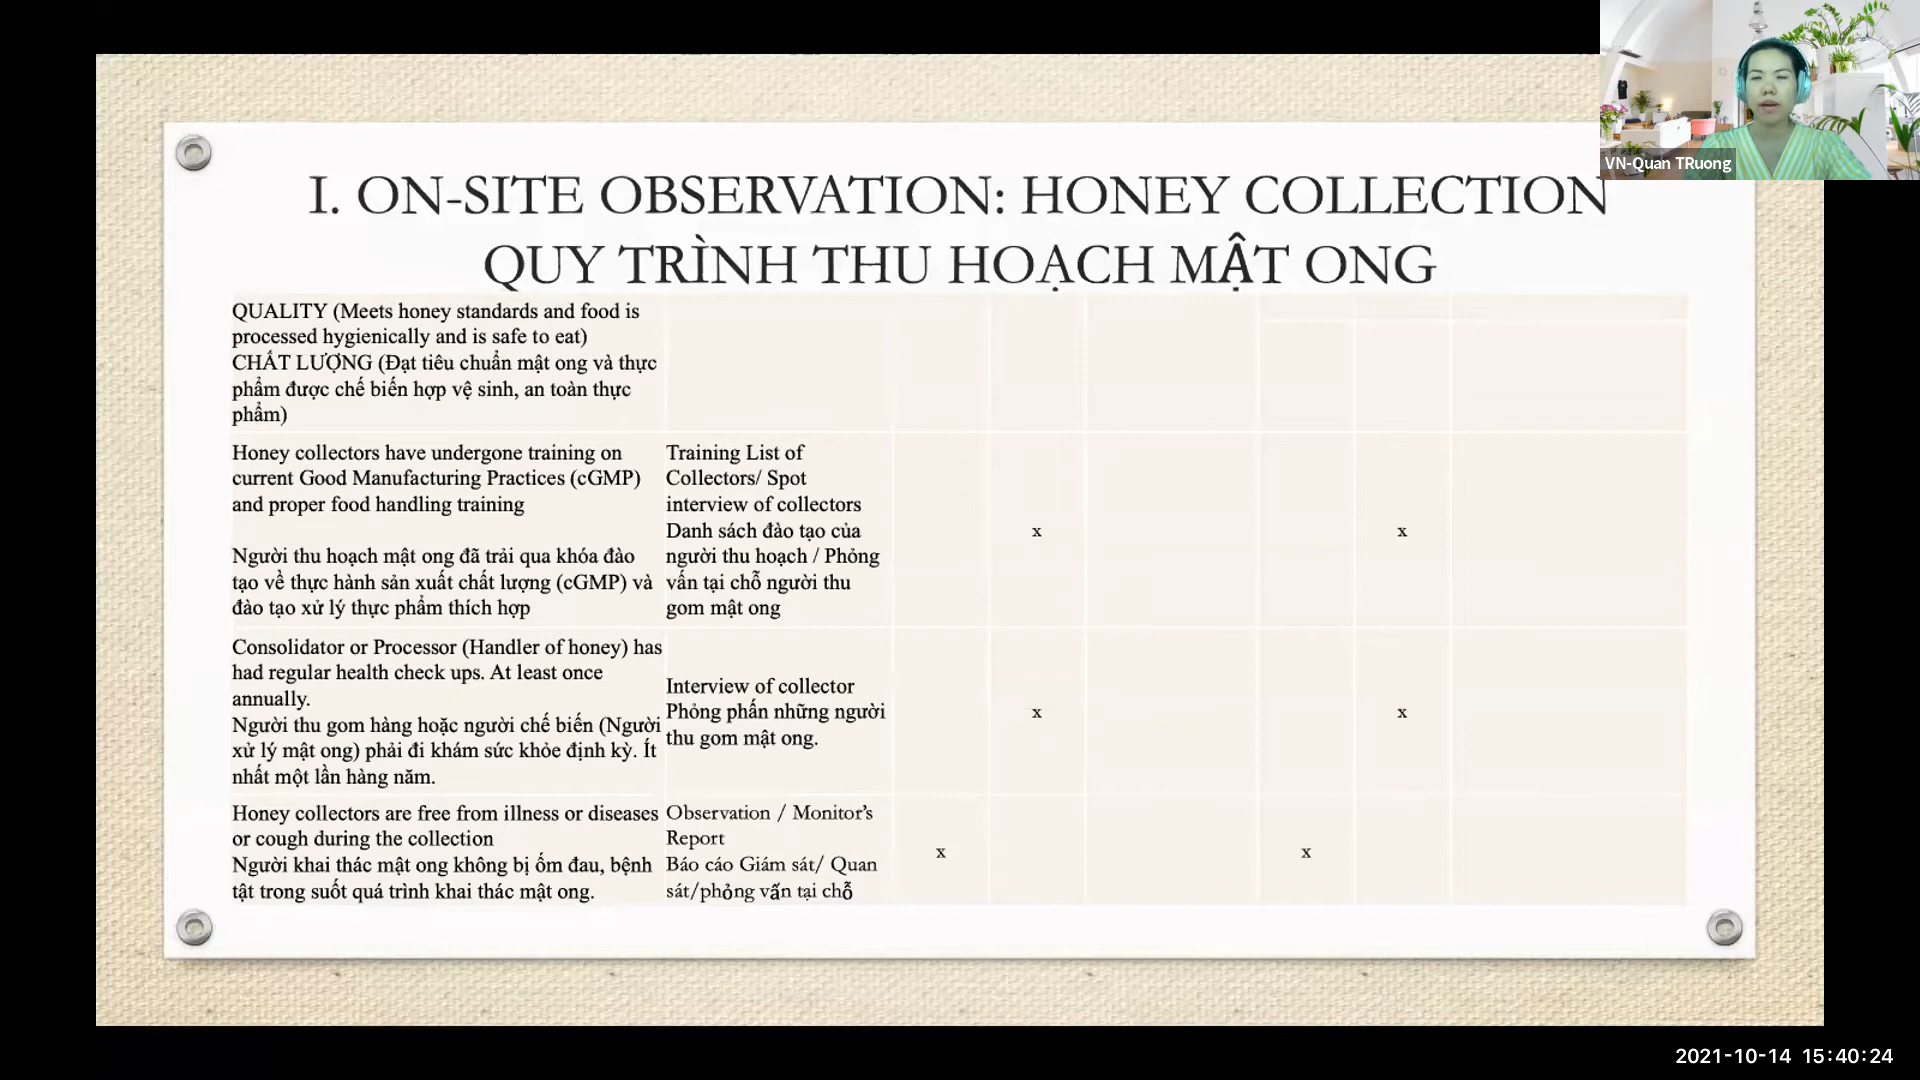 VN-Quan TRuong
I. ON-SITE OBSERVATION: HONEY COLLECTION
QUY TRÌNH THU HOẠCH MẬT ONG
QUALITY (Meets honey standards and food is
processed hygienically and is safe to eat)
CHẤT LƯỢNG (Đạt tiêu chuẩn mật ong và thực
phẩm được chế biến hợp vệ sinh, an toàn thực
phẩm)
Honey collectors have undergone training on
current Good Manufacturing Practices (cGMP)
and proper food handling training
Người thu hoạch mật ong đã trải qua khóa đào
tạo về thực hành sản xuất chất lượng (cGMP) và
đào tạo xử lý thực phẩm thích hợp
Training List of
Collectors/ Spot
interview of collectors
Danh sách đào tạo của
người thu hoạch / Phỏng
vấn tại chỗ người thu
gom mật ong
x
x
Consolidator or Processor (Handler of honey) has
had regular health check ups. At least once
annually.
Người thu gom hàng hoặc người chế biến (Người
xử lý mật ong) phải đi khám sức khỏe định kỳ. Ít
nhất một lần hàng năm.
Interview of collector
Phỏng phấn những người
thu gom mật ong.
x
x
Honey collectors are free from illness or diseases
or cough during the collection
Người khai thác mật ong không bị ốm đau, bệnh
tật trong suốt quá trình khai thác mật ong.
Observation / Monitor's
Report
Báo cáo Giám sát/ Quan
sát/phỏng vấn tại chỗ
x
x
2021-10-14 15:40:24